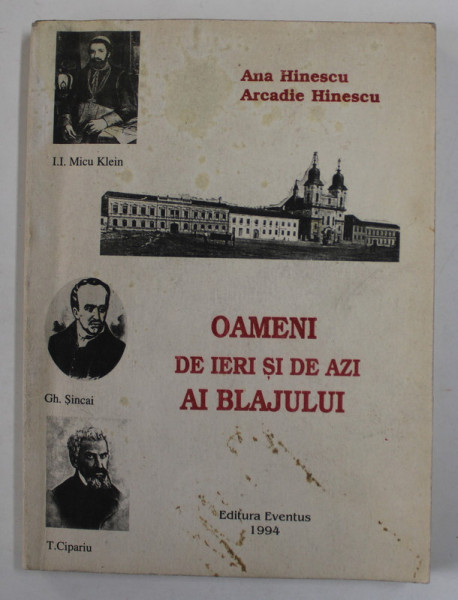 Ana Hinescu
Arcadie Hinescu
I.I. Micu Klein
OAMENI
DE IERI ȘI DE AZI
AI BLAJULUI
Gh. Șincai
T.Cipariu
Editura Eventus
1994